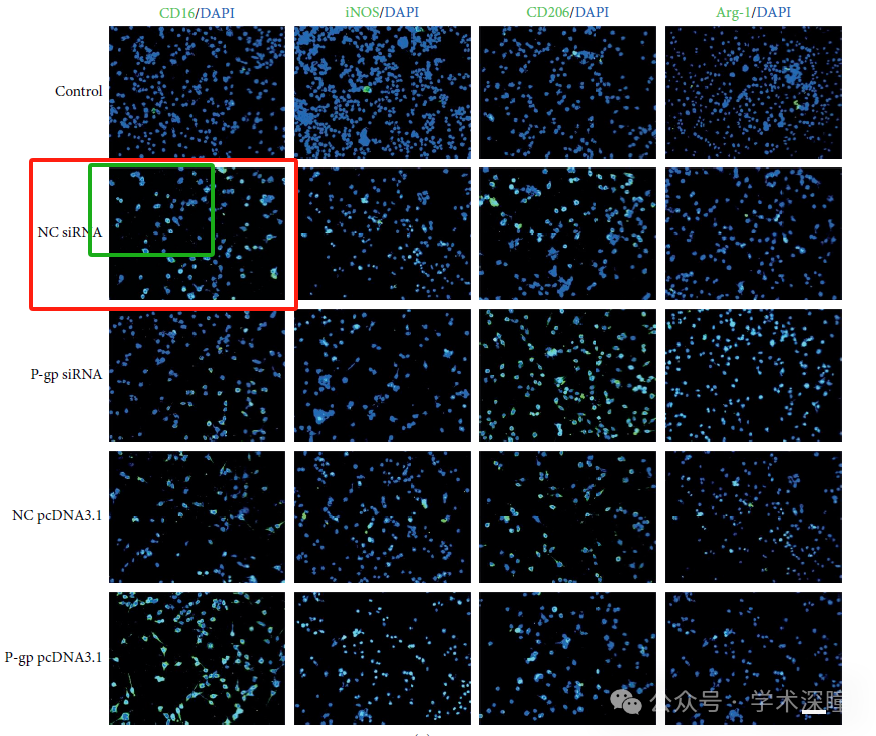 CD16/DAPI iNOS/DAPI CD206/DAPI Arg-1/DAPI
Control
NC siRNA
P-gp siRNA
NC pcDNA3.1
P-gp pcDNA3.1
公众号 · 学术深瞳